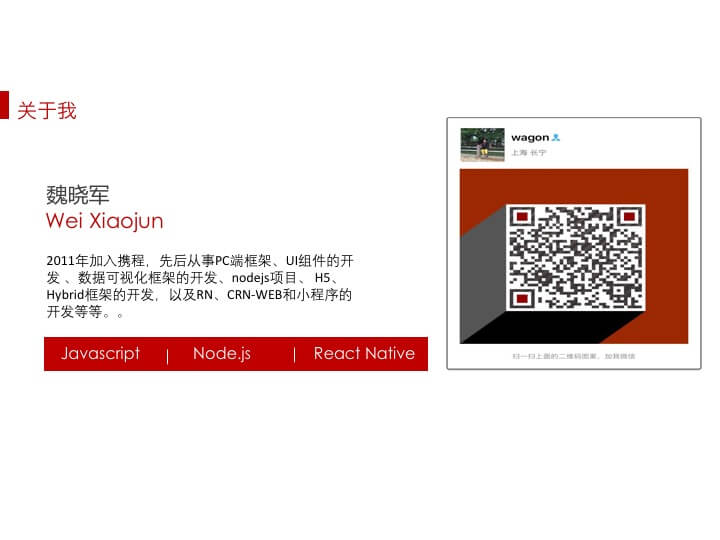 关于我
魏晓军
Wei Xiaojun
2011年加入携程，先后从事PC端框架、UI组件的开
发 、数据可视化框架的开发、nodejs项目、 H5、
Hybrid框架的开发，以及RN、CRN-WEB和小程序的
开发等等。。
Javascript | Node.js | React Native
wagon
上海 长宁
扫一扫上面的二维码图案，加我微信